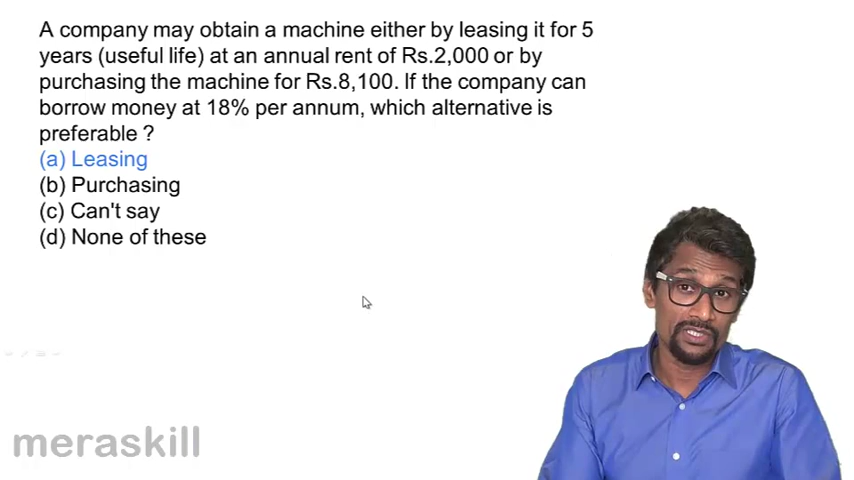 A company may obtain a machine either by leasing it for 5
years (useful life) at an annual rent of Rs.2,000 or by
purchasing the machine for Rs.8,100. If the company can
borrow money at 18% per annum, which alternative is
preferable ?
(a) Leasing
(b) Purchasing
(c) Can't say
(d) None of these
meraskill